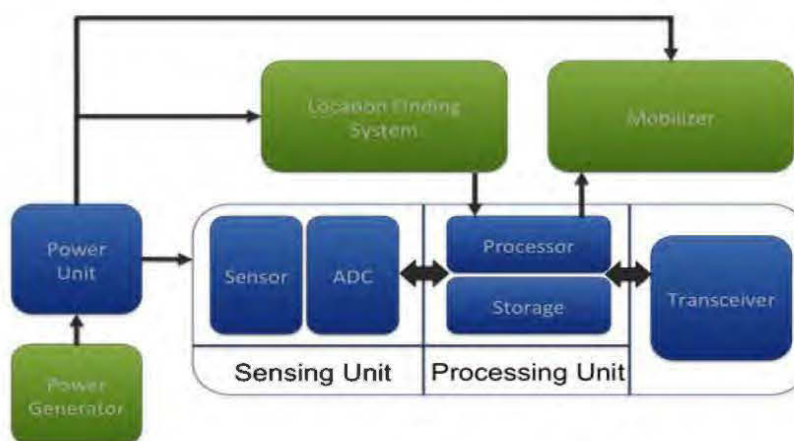 Location Finding
System
Mobilizer
Power
Unit
Sensor
ADC
Processor
Storage
Transceiver
Power
Generator
Sensing Unit
Processing Unit